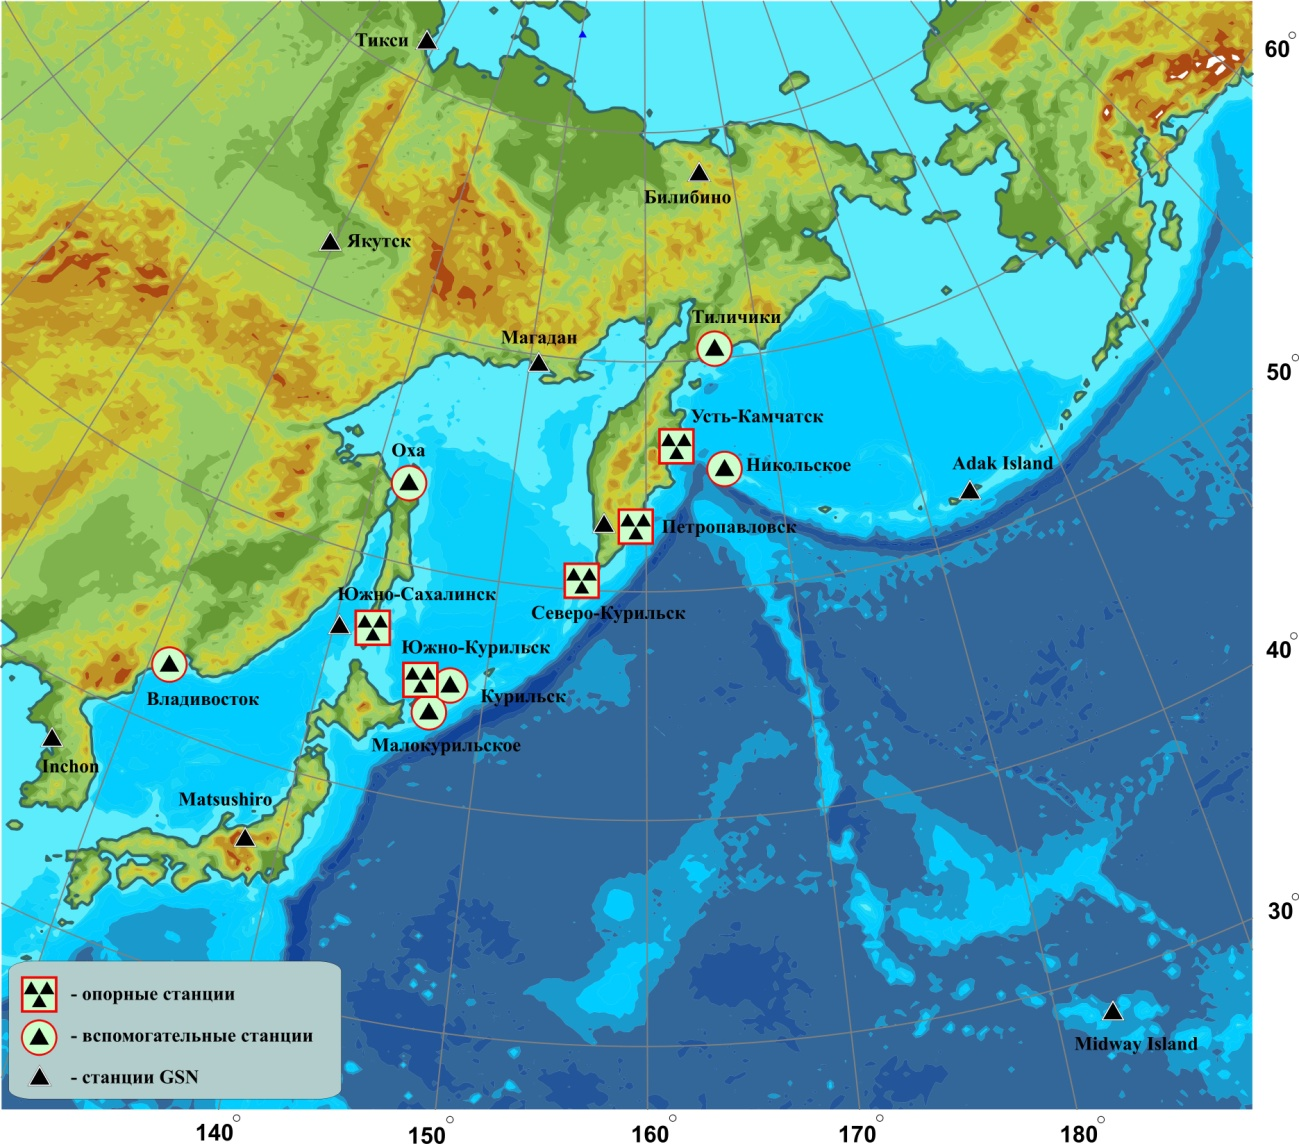 Тикси
60°
Билибино
Якутск
Тиличики
Магадан
50°
Усть-Камчатск
Оха
Никольское
Adak Island
Петропавловск
Южно-Сахалинск
Северо-Курильск
40°
Южно-Курильск
Курильск
Владивосток
Малокурильское
Inchon
Matsushiro
30°
- опорные станции
- вспомогательные станции
Midway Island
- станции GSN
140° 150° 160° 170° 180°